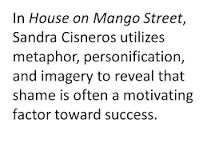 In House on Mango Street,
Sandra Cisneros utilizes
metaphor, personification,
and imagery to reveal that
shame is often a motivating
factor toward success.